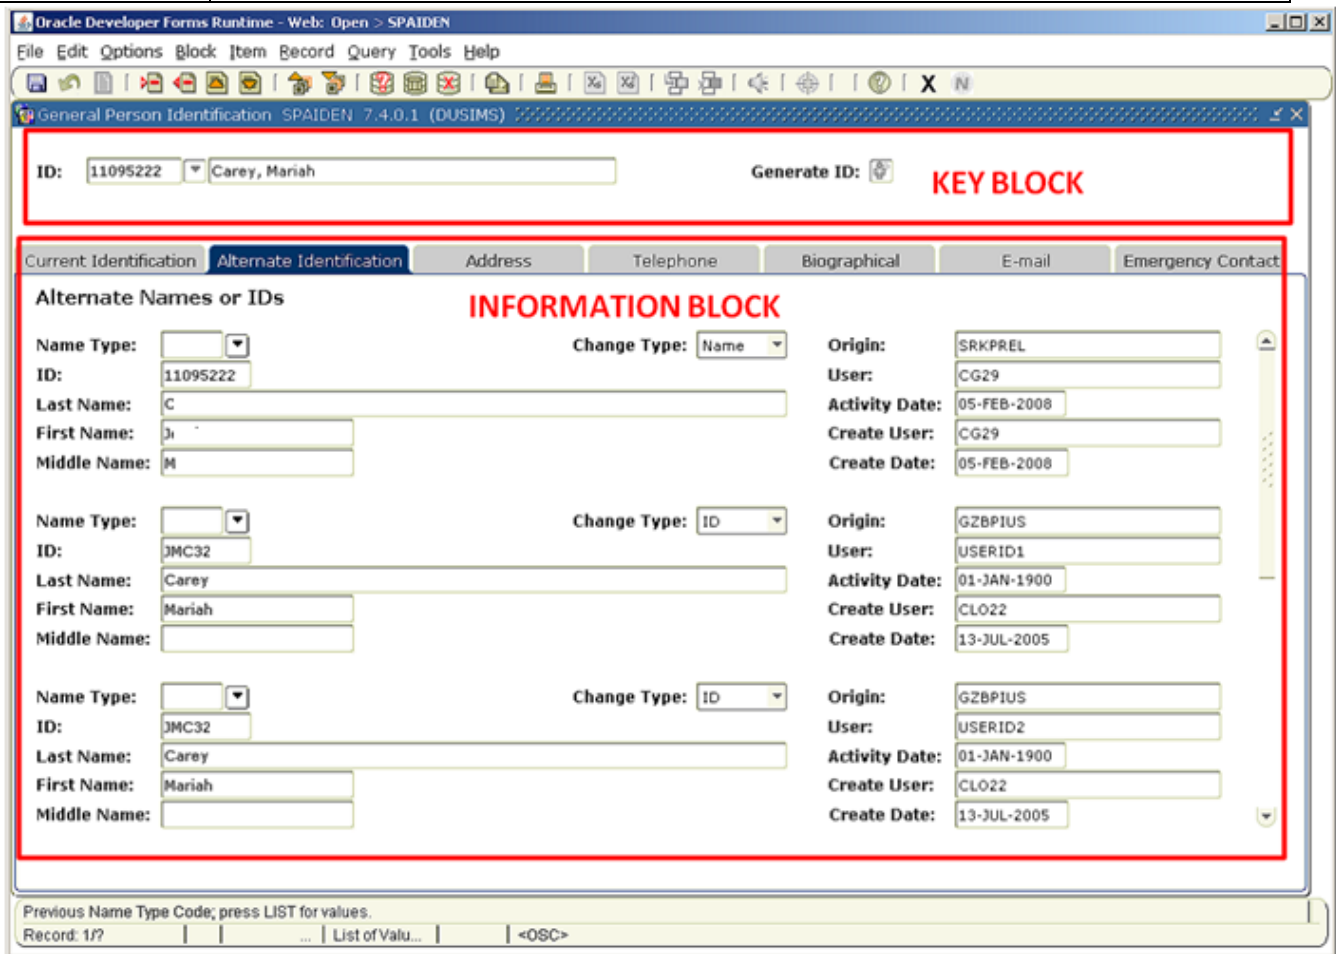 Oracle Developer Forms Runtime - Web: Open > SPAIDEN
File Edit Options Block Item Record Query Tools Help
General Person Identification SPAIDEN 7.4.0.1 (DUSIMS)
ID: 11095222 Carey, Mariah Generate ID:
KEY BLOCK
Current Identification Alternate Identification Address Telephone Biographical E-mail Emergency Contact
Alternate Names or IDs
INFORMATION BLOCK
Name Type: Change Type: Name Origin: SRKPREL
ID: 11095222 User: CG29
Last Name: C Activity Date: 05-FEB-2008
First Name: Create User: CG29
Middle Name: M Create Date: 05-FEB-2008
Name Type: Change Type: ID Origin: GZBPIUS
ID: JMC32 User: USERID1
Last Name: Carey Activity Date: 01-JAN-1900
First Name: Mariah Create User: CLO22
Middle Name: Create Date: 13-JUL-2005
Name Type: Change Type: ID Origin: GZBPIUS
ID: JMC32 User: USERID2
Last Name: Carey Activity Date: 01-JAN-1900
First Name: Mariah Create User: CLO22
Middle Name: Create Date: 13-JUL-2005
Previous Name Type Code; press LIST for values.
Record: 1/? ... List of Valu... <OSC>